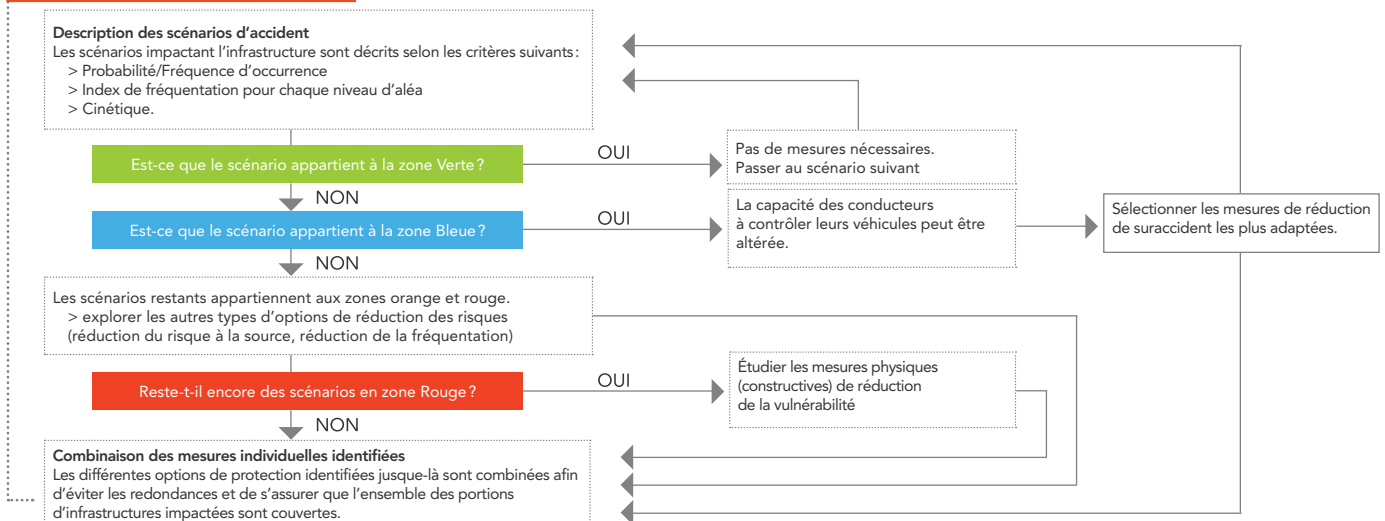 Description des scénarios d'accident
Les scénarios impactant l'infrastructure sont décrits selon les critères suivants :
> Probabilité/Fréquence d'occurrence
> Index de fréquentation pour chaque niveau d'aléa
> Cinétique.
Est-ce que le scénario appartient à la zone Verte ?
OUI
Pas de mesures nécessaires.
Passer au scénario suivant
NON
Est-ce que le scénario appartient à la zone Bleue ?
OUI
La capacité des conducteurs
à contrôler leurs véhicules peut être
altérée.
Sélectionner les mesures de réduction
de suraccident les plus adaptées.
NON
Les scénarios restants appartiennent aux zones orange et rouge.
> explorer les autres types d'options de réduction des risques
(réduction du risque à la source, réduction de la fréquentation)
Reste-t-il encore des scénarios en zone Rouge ?
OUI
Étudier les mesures physiques
(constructives) de réduction
de la vulnérabilité
NON
Combinaison des mesures individuelles identifiées
Les différentes options de protection identifiées jusque-là sont combinées afin
d'éviter les redondances et de s'assurer que l'ensemble des portions
d'infrastructures impactées sont couvertes.